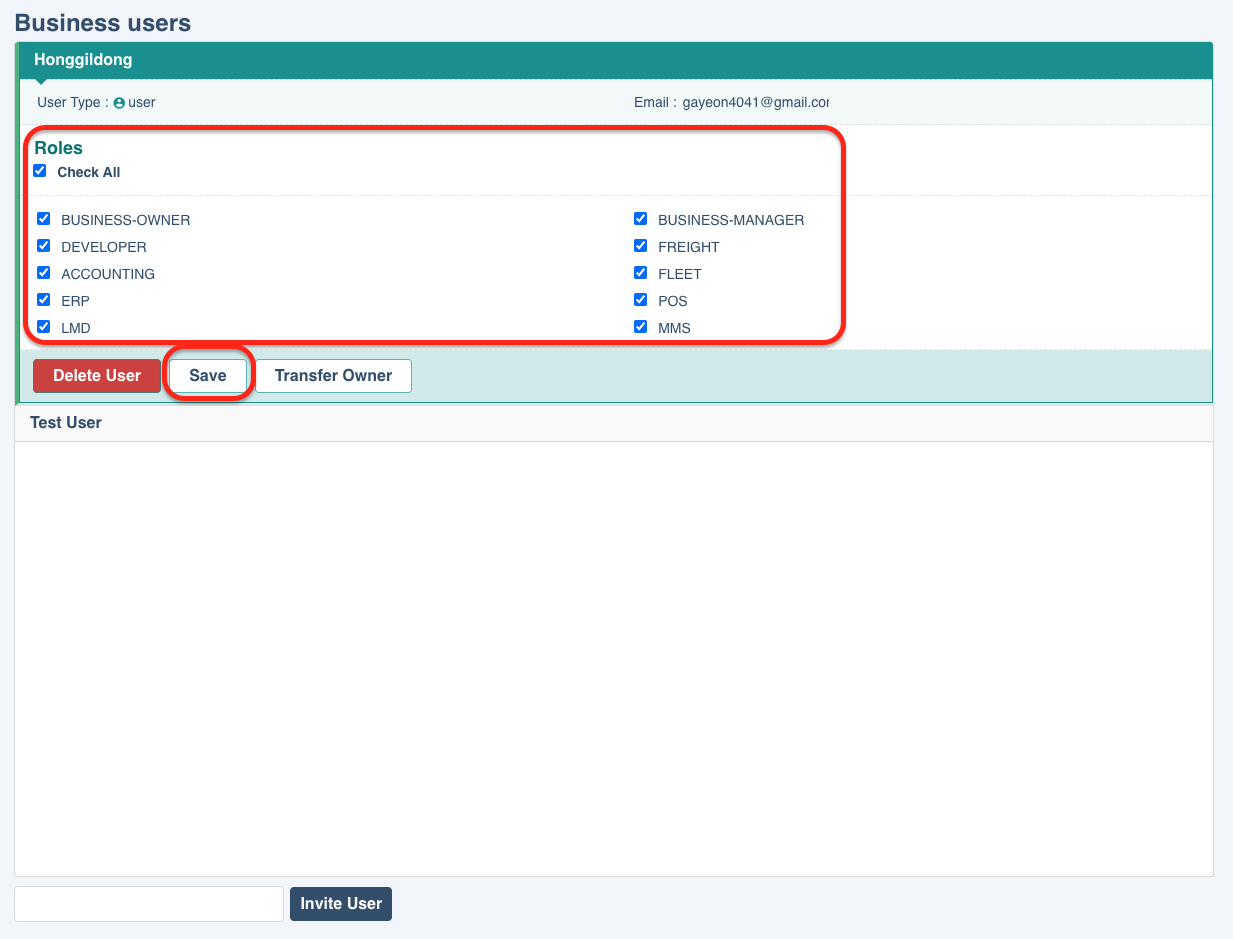 Business users
Honggildong
User Type : user Email : gayeon4041@gmail.cor
Roles
Check All
BUSINESS-OWNER BUSINESS-MANAGER
DEVELOPER FREIGHT
ACCOUNTING FLEET
ERP POS
LMD MMS
Delete User Save Transfer Owner
Test User
Invite User